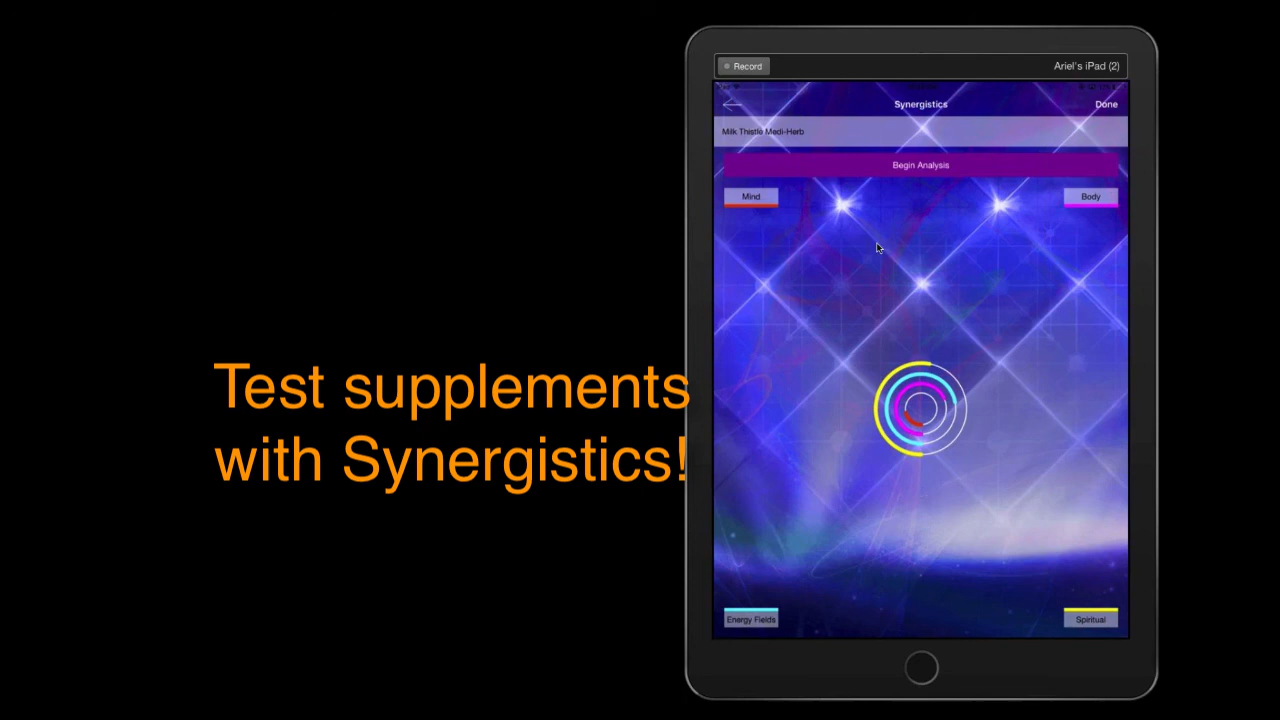 Record
Ariel's iPad (2)
Synergistics
Done
Milk Thistle Medi-Herb
Begin Analysis
Mind
Body
Test supplements
with Synergistics!
Energy Fields
Spiritual